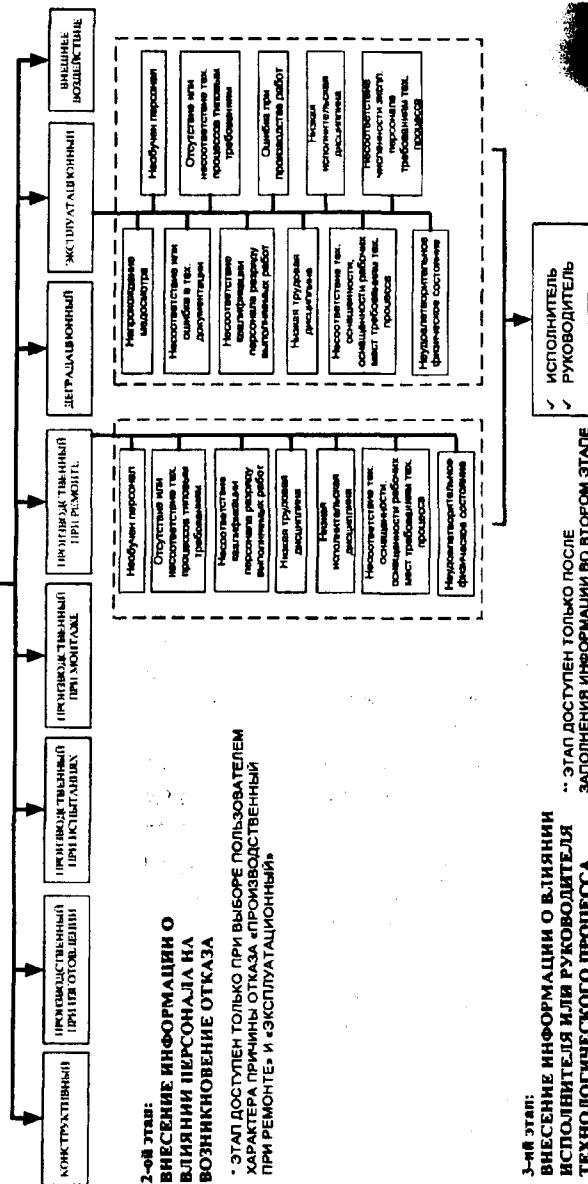 КОНСТРУКТИВНЫЙ
ПРОИЗВОДСТВЕННЫЙ
ПРИ ИЗГОТОВЛЕНИИ
ПРОИЗВОДСТВЕННЫЙ
ПРИ ИСПЫТАНИЯХ
ПРОИЗВОДСТВЕННЫЙ
ПРИ МОНТАЖЕ
ПРОИЗВОДСТВЕННЫЙ
ПРИ РЕМОНТЕ
ДЕГРАДАЦИОННЫЙ
ЭКСПЛУАТАЦИОННЫЙ
ВНЕШНЕЕ
ВОЗДЕЙСТВИЕ
2-ой этап:
ВНЕСЕНИЕ ИНФОРМАЦИИ О
ВЛИЯНИИ ПЕРСОНАЛА НА
ВОЗНИКНОВЕНИЕ ОТКАЗА
* ЭТАП ДОСТУПЕН ТОЛЬКО ПРИ ВЫБОРЕ ПОЛЬЗОВАТЕЛЕМ
ХАРАКТЕРА ПРИЧИНЫ ОТКАЗА «ПРОИЗВОДСТВЕННЫЙ
ПРИ РЕМОНТЕ» И «ЭКСПЛУАТАЦИОННЫЙ»
Необучен персонал
Отсутствие или
несоответствие тех.
процессов типовым
требованиям
Несоответствие
квалификации
персонала разряду
выполняемых работ
Низкая трудовая
дисциплина
Низкая
исполнительская
дисциплина
Несоответствие тех.
оснащенности,
оснащенности рабочих
мест требованиям тех.
процесса
Неудовлетворительное
физическое состояние
Непрохождение
медосмотра
Несоответствие или
ошибка в тех.
документации
Несоответствие
квалификации
персонала разряду
выполняемых работ
Низкая трудовая
дисциплина
Несоответствие тех.
оснащенности,
оснащенности рабочих
мест требованиям тех.
процесса
Неудовлетворительное
физическое состояние
Необучен персонал
Отсутствие или
несоответствие тех.
процессов типовым
требованиям
Ошибка при
производстве работ
Низкая
исполнительская
дисциплина
Несоответствие
численности экспл.
персонала
требованиям тех.
процесса
3-ий этап:
ВНЕСЕНИЕ ИНФОРМАЦИИ О ВЛИЯНИИ
ИСПОЛНИТЕЛЯ ИЛИ РУКОВОДИТЕЛЯ
ТЕХНОЛОГИЧЕСКОГО ПРОЦЕССА
** ЭТАП ДОСТУПЕН ТОЛЬКО ПОСЛЕ
ЗАПОЛНЕНИЯ ИНФОРМАЦИИ ВО ВТОРОМ ЭТАПЕ
✓ ИСПОЛНИТЕЛЬ
✓ РУКОВОДИТЕЛЬ